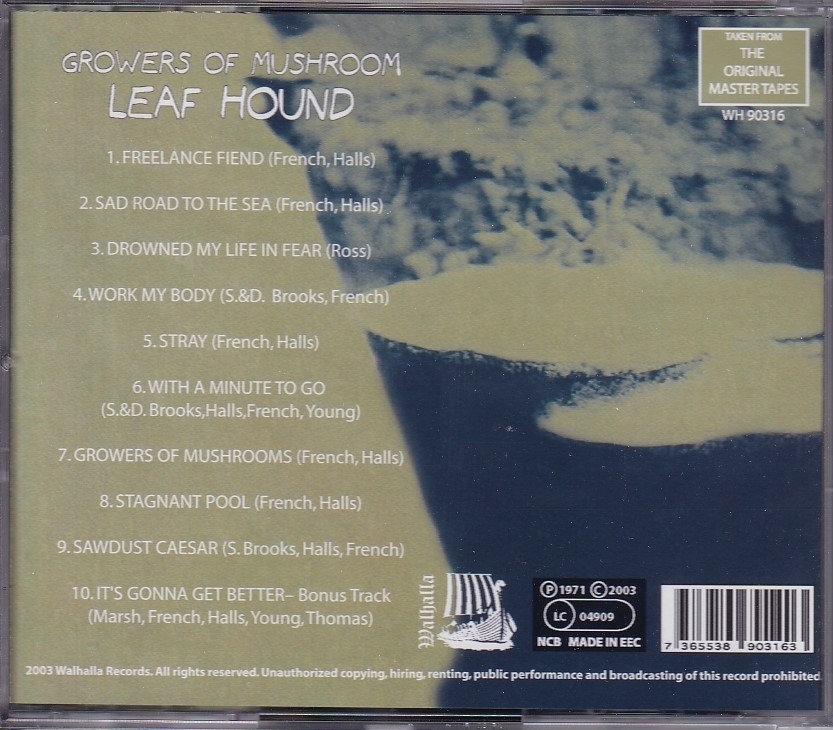 GROWERS OF MUSHROOM
LEAF HOUND
TAKEN FROM
THE
ORIGINAL
MASTER TAPES
WH 90316
1. FREELANCE FIEND (French, Halls)
2. SAD ROAD TO THE SEA (French, Halls)
3. DROWNED MY LIFE IN FEAR (Ross)
4. WORK MY BODY (S.&D. Brooks, French)
5. STRAY (French, Halls)
6. WITH A MINUTE TO GO
(S.&D. Brooks,Halls,French, Young)
7. GROWERS OF MUSHROOMS (French, Halls)
8. STAGNANT POOL (French, Halls)
9. SAWDUST CAESAR (S. Brooks, Halls, French)
10. IT'S GONNA GET BETTER– Bonus Track
(Marsh, French, Halls, Young, Thomas)
Walhalla
Ⓟ1971 Ⓒ2003
LC 04909
NCB MADE IN EEC
7 365538 903163
2003 Walhalla Records. All rights reserved. Unauthorized copying, hiring, renting, public performance and broadcasting of this record prohibited